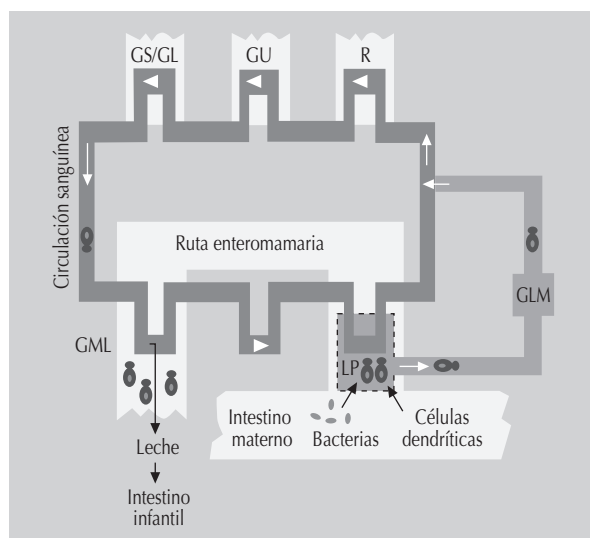 GS/GL
GU
R
Circulación sanguínea
Ruta enteromamaria
GLM
GML
LP
Intestino
materno
Bacterias
Células
dendríticas
Leche
Intestino
infantil